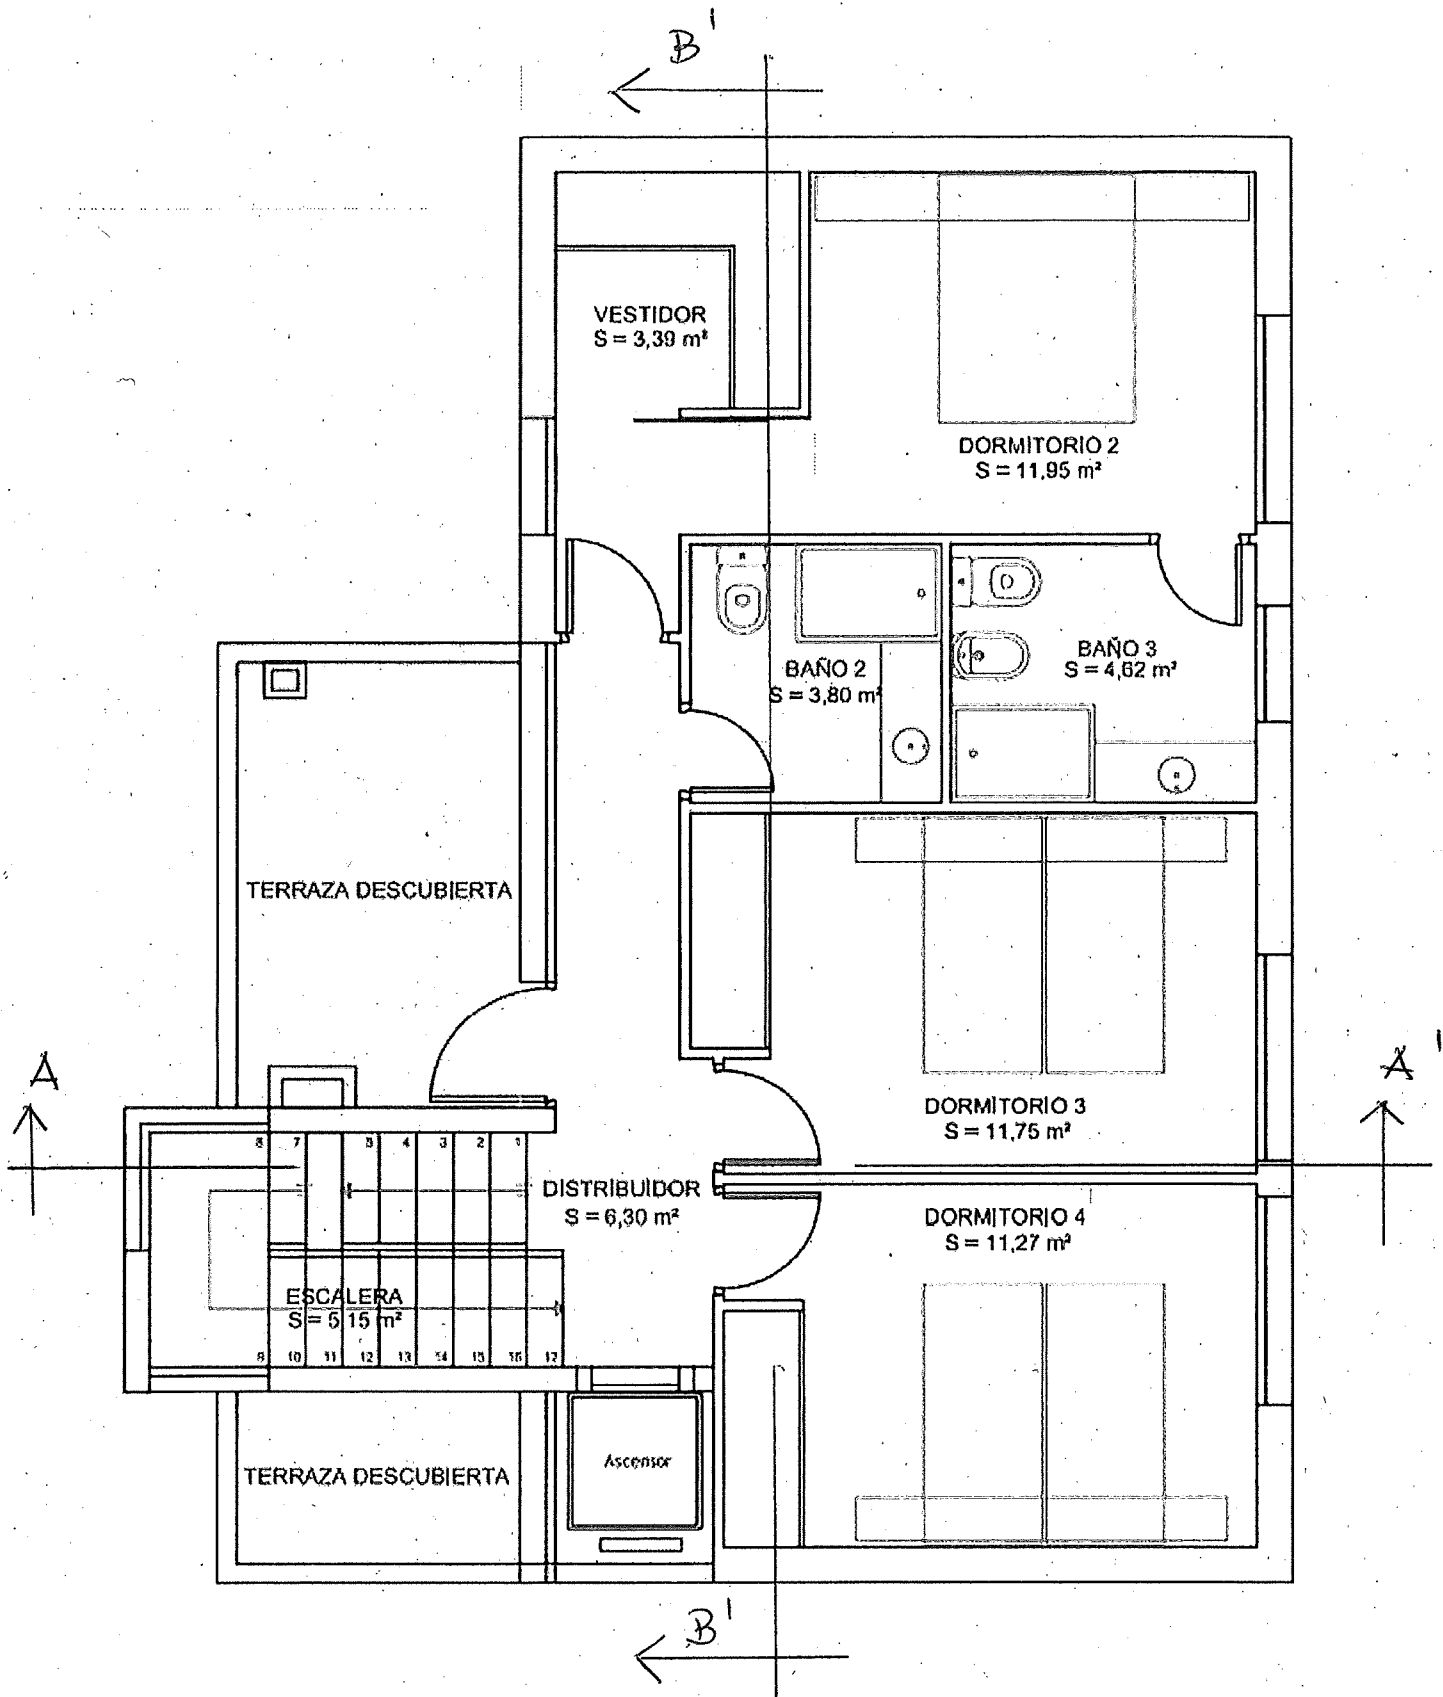 B'
VESTIDOR
S = 3,39 m²
DORMITORIO 2
S = 11,95 m²
BAÑO 3
S = 4,62 m²
BAÑO 2
S = 3,80 m²
TERRAZA DESCUBIERTA
A
A'
DORMITORIO 3
S = 11,75 m²
8 7 5 4 3 2 1
DISTRIBUIDOR
S = 6,30 m²
DORMITORIO 4
S = 11,27 m²
ESCALERA
S = 5,15 m²
9 10 11 12 13 14 15 16 17
Ascensor
TERRAZA DESCUBIERTA
B'